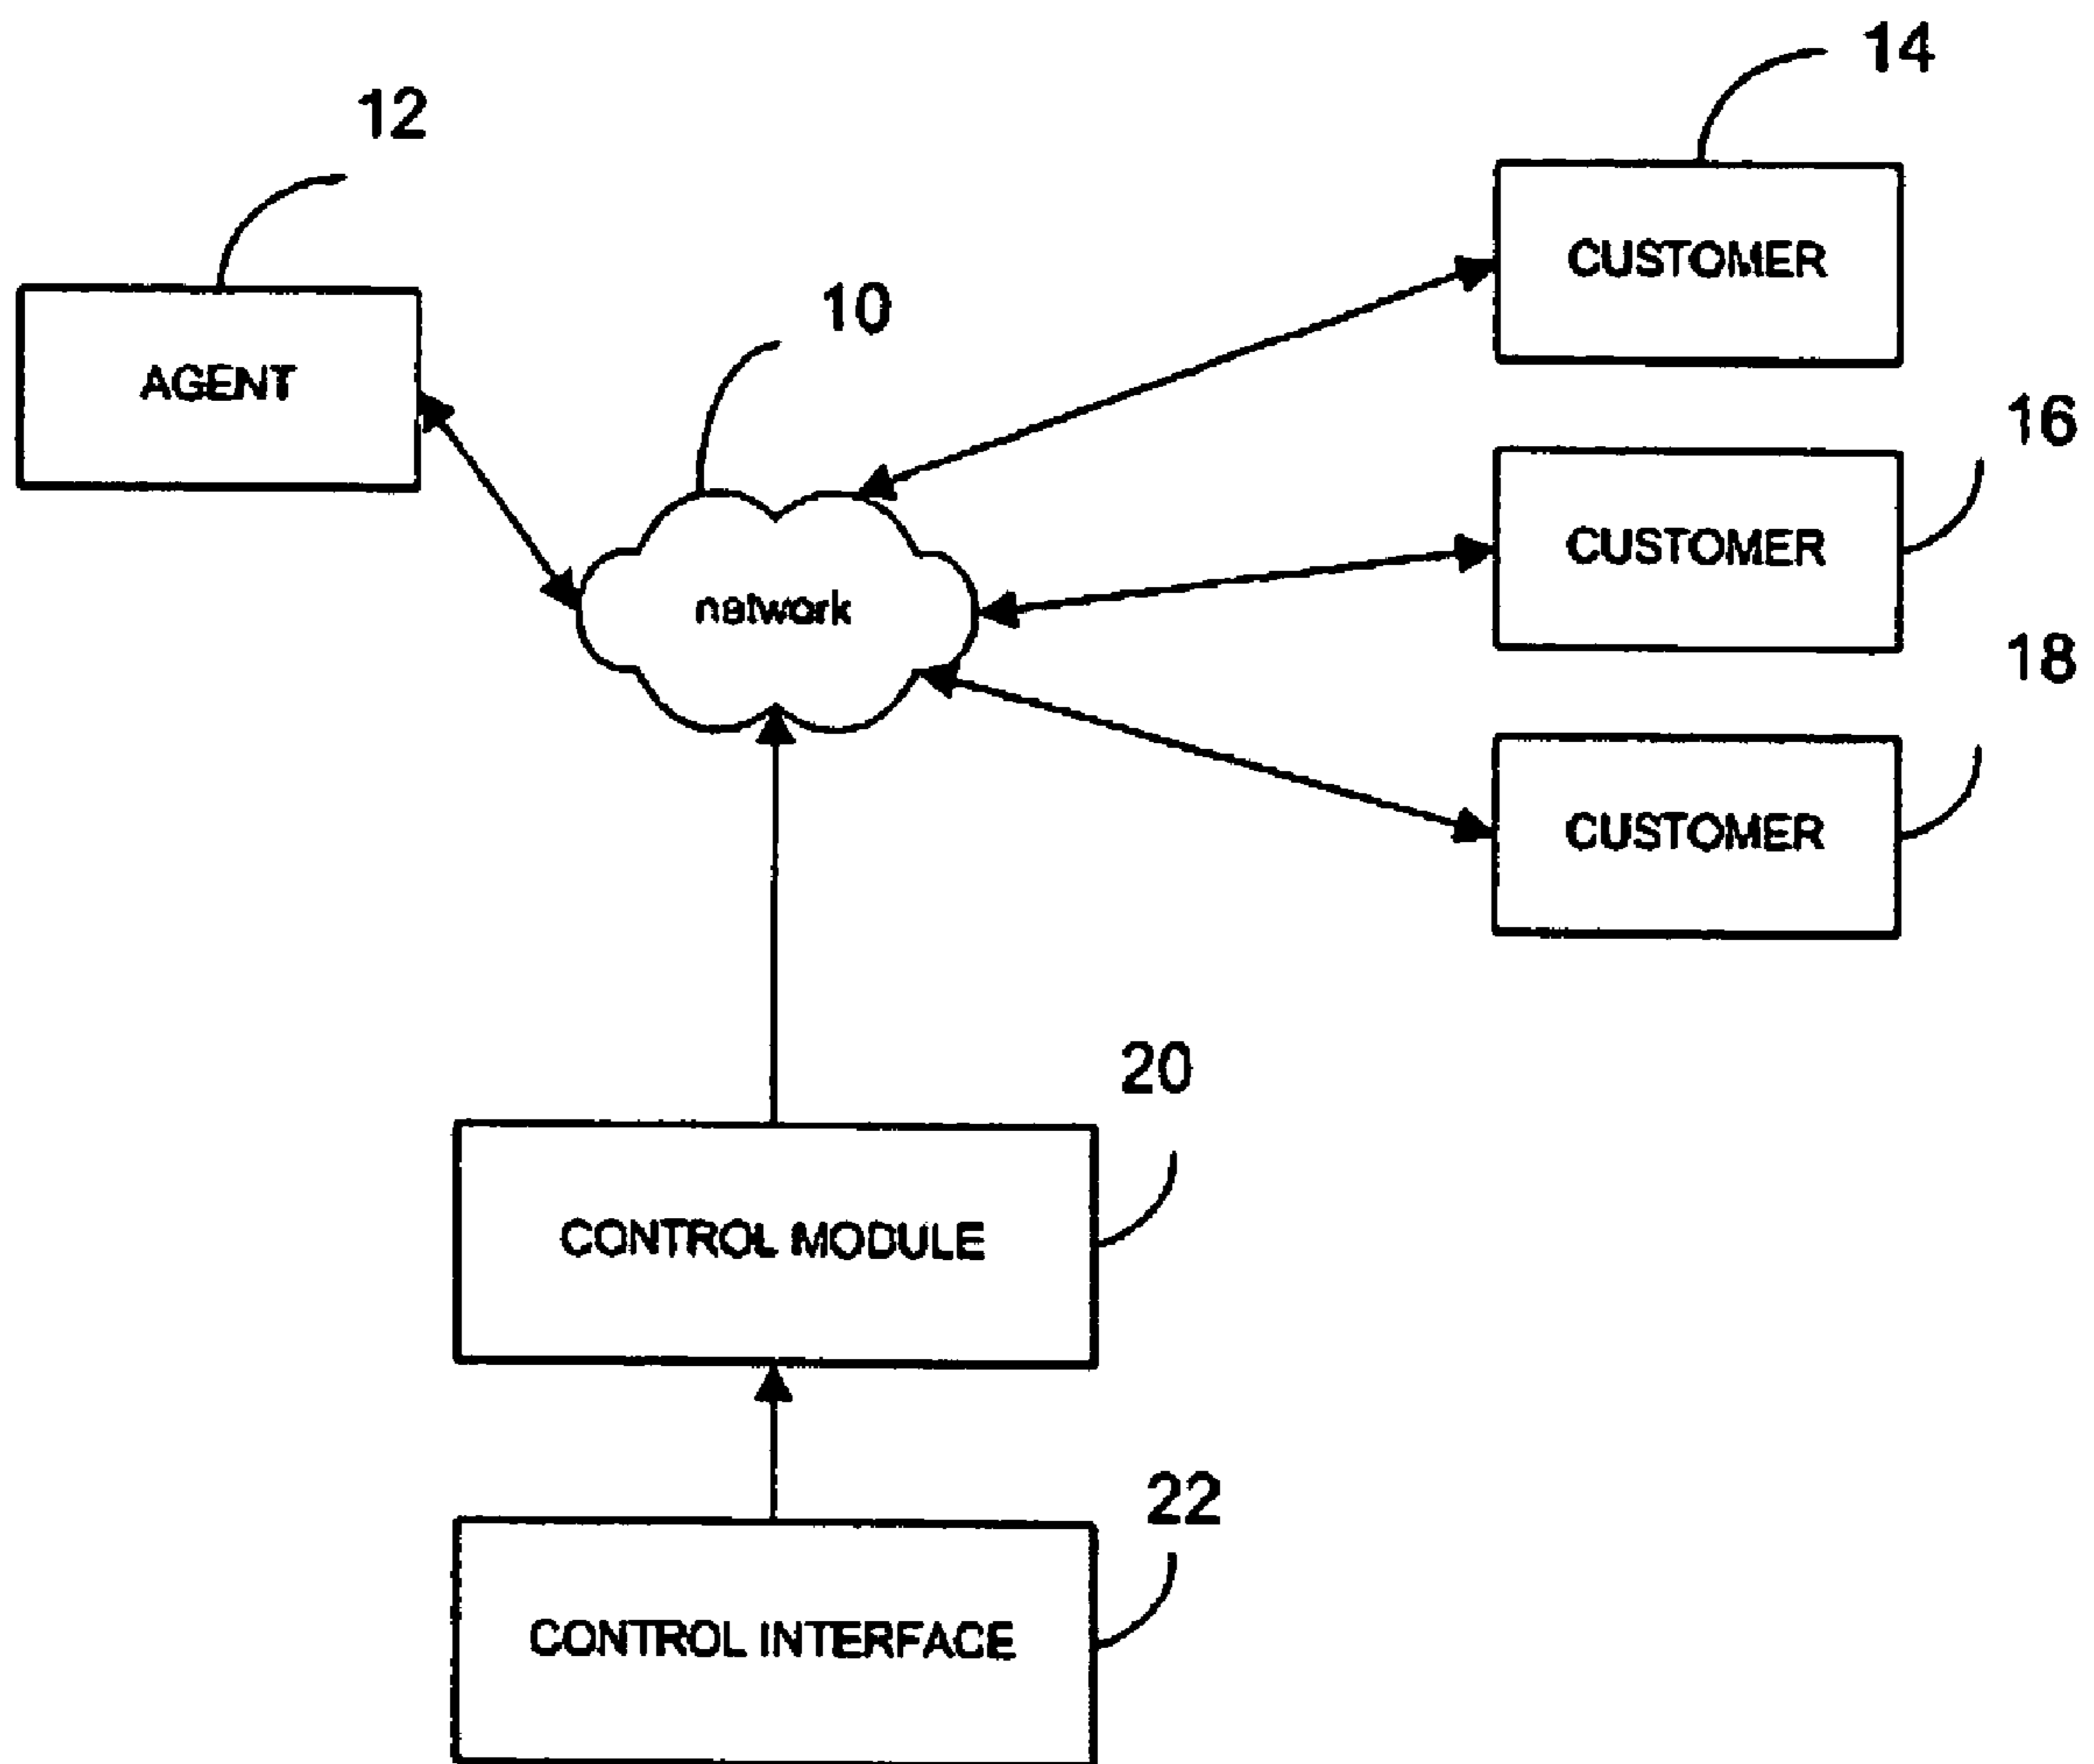 14
12
CUSTOMER
10
AGENT
16
CUSTOMER
network
18
CUSTOMER
20
CONTROL MODULE
22
CONTROL INTERFACE